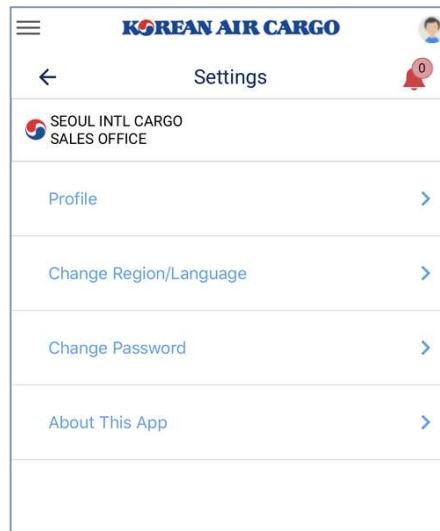 KOREAN AIR CARGO
Settings
0
SEOUL INTL CARGO
SALES OFFICE
Profile
Change Region/Language
Change Password
About This App